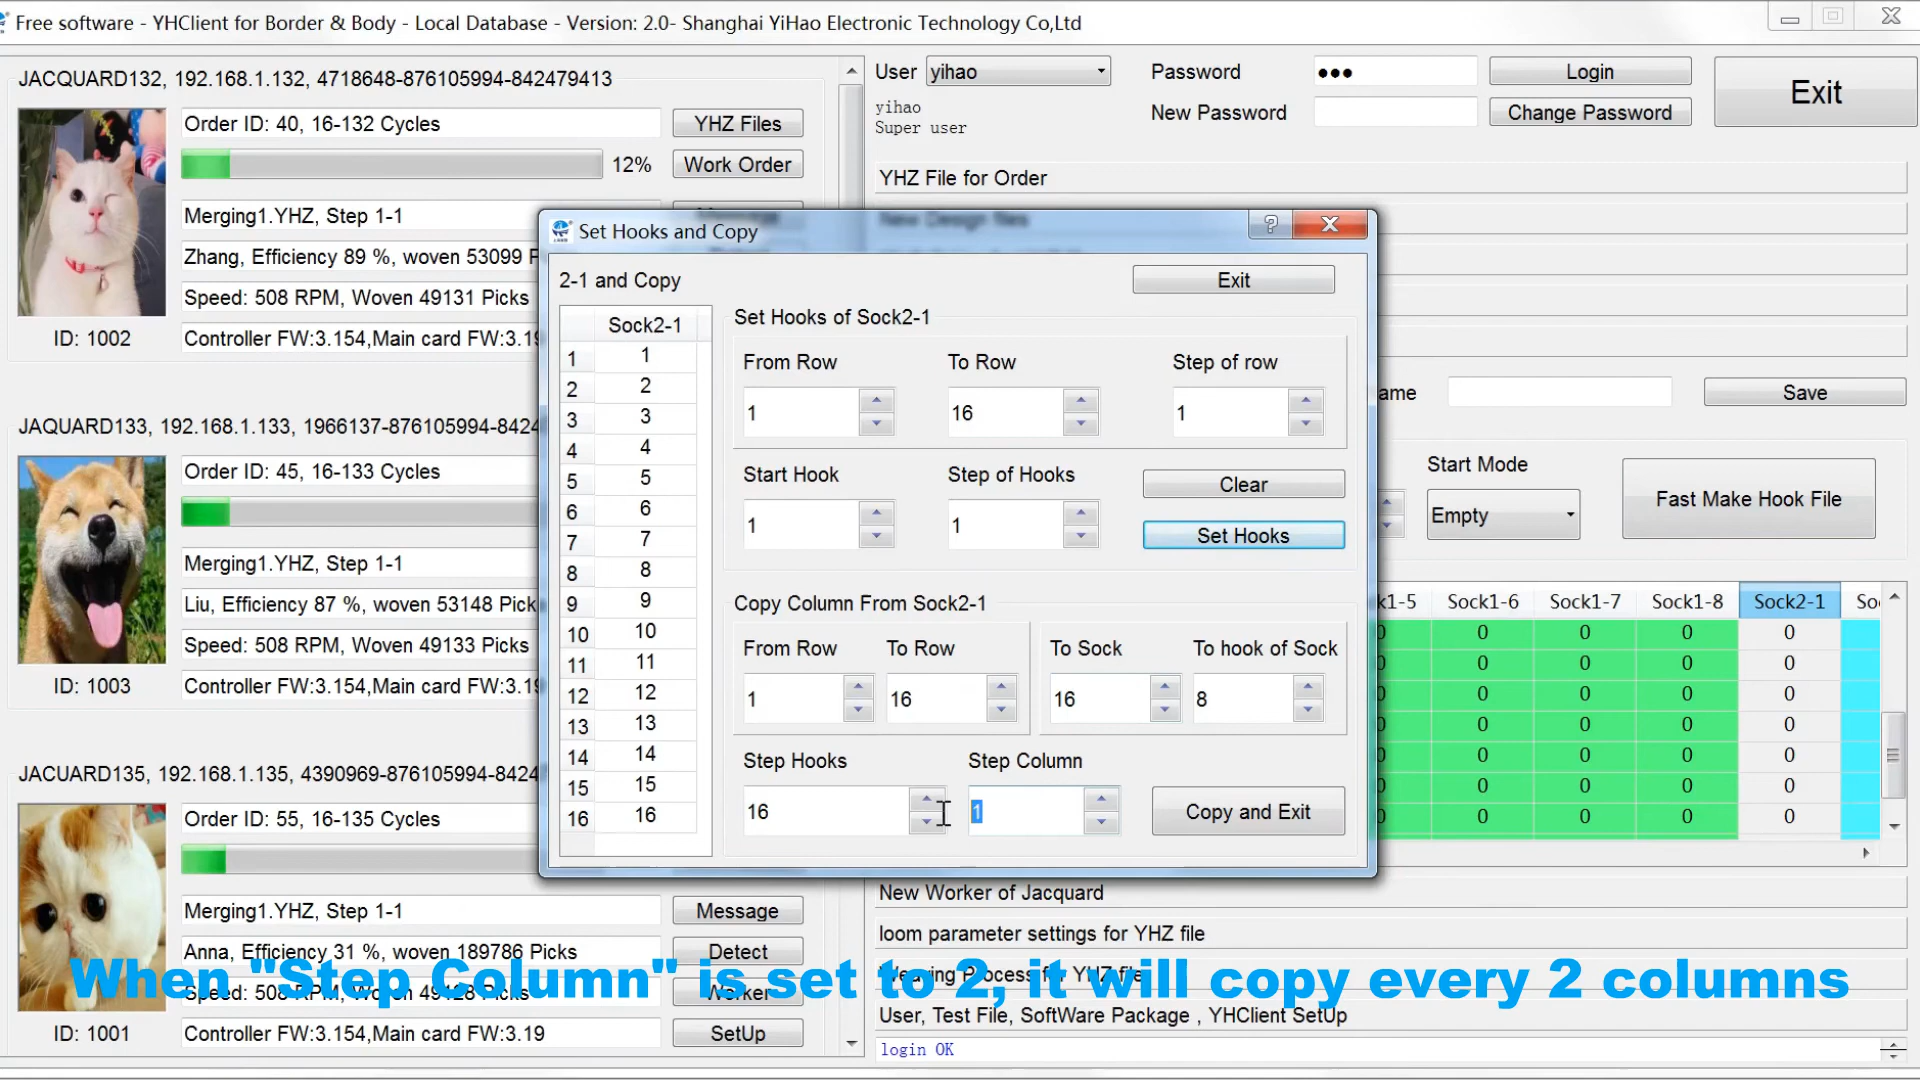 Free software - YHClient for Border & Body - Local Database - Version: 2.0- Shanghai YiHao Electronic Technology Co,Ltd
JACQUARD132, 192.168.1.132, 4718648-876105994-842479413
Order ID: 40, 16-132 Cycles
YHZ Files
12%
Work Order
Merging1.YHZ, Step 1-1
Zhang, Efficiency 89 %, woven 53099 P
Speed: 508 RPM, Woven 49131 Picks
ID: 1002
Controller FW:3.154,Main card FW:3.19
JAQUARD133, 192.168.1.133, 1966137-876105994-8424
Order ID: 45, 16-133 Cycles
Merging1.YHZ, Step 1-1
Liu, Efficiency 87 %, woven 53148 Pick
Speed: 508 RPM, Woven 49133 Picks
ID: 1003
Controller FW:3.154,Main card FW:3.19
JACUARD135, 192.168.1.135, 4390969-876105994-8424
Order ID: 55, 16-135 Cycles
Merging1.YHZ, Step 1-1
Message
Anna, Efficiency 31 %, woven 189786 Picks
Detect
Speed: 508 RPM, Woven 49128 Picks
Worker
ID: 1001
Controller FW:3.154,Main card FW:3.19
SetUp
User
yihao
Password
●●●
Login
Exit
yihao
Super user
New Password
Change Password
YHZ File for Order
New Design files
ame
Save
Start Mode
Empty
Fast Make Hook File
k1-5 Sock1-6 Sock1-7 Sock1-8 Sock2-1 So
0 0 0 0 0
0 0 0 0 0
0 0 0 0 0
0 0 0 0 0
0 0 0 0 0
0 0 0 0 0
0 0 0 0 0
Set Hooks and Copy
2-1 and Copy
Exit
Sock2-1
1 1
2 2
3 3
4 4
5 5
6 6
7 7
8 8
9 9
10 10
11 11
12 12
13 13
14 14
15 15
16 16
Set Hooks of Sock2-1
From Row To Row Step of row
1 16 1
Start Hook Step of Hooks
Clear
1 1
Set Hooks
Copy Column From Sock2-1
From Row To Row To Sock To hook of Sock
1 16 16 8
Step Hooks Step Column
16 1
Copy and Exit
New Worker of Jacquard
loom parameter settings for YHZ file
Weaving Process for YHZ file
User, Test File, SoftWare Package , YHClient SetUp
login OK
When "Step Column" is set to 2, it will copy every 2 columns